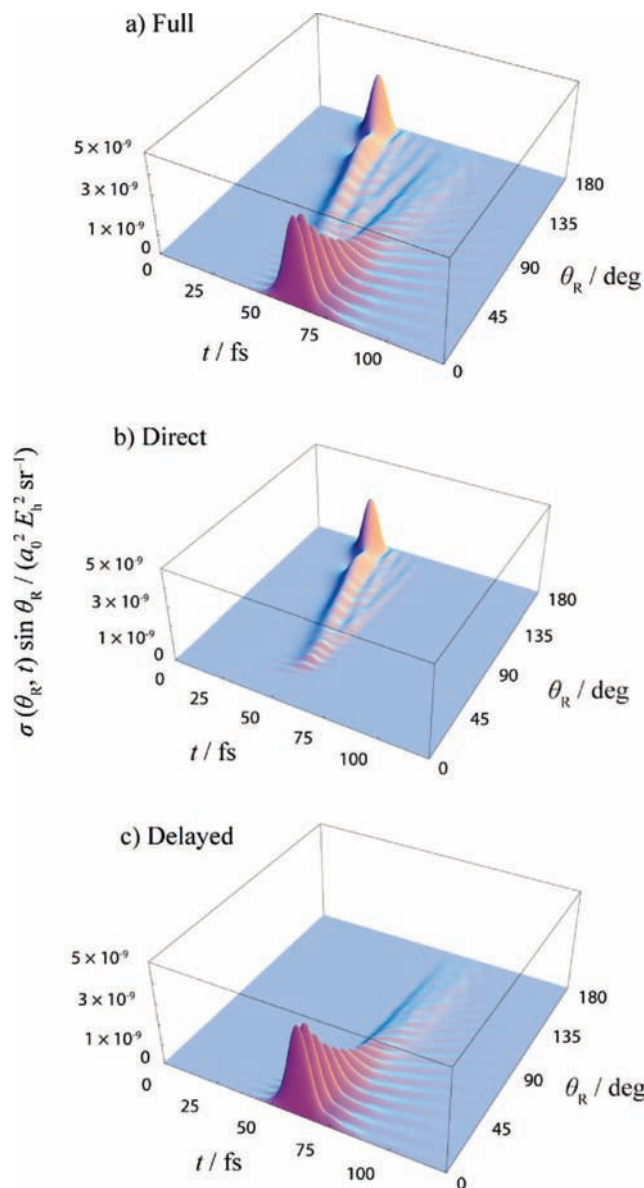 a) Full
5 × 10⁻⁹
3 × 10⁻⁹
1 × 10⁻⁹
0
0
25
50
75
100
t / fs
0
45
90
135
180
θ_R / deg
b) Direct
5 × 10⁻⁹
3 × 10⁻⁹
1 × 10⁻⁹
0
0
25
50
75
100
t / fs
0
45
90
135
180
θ_R / deg
σ (θ_R, t) sin θ_R / (a₀² E_h² sr⁻¹)
c) Delayed
5 × 10⁻⁹
3 × 10⁻⁹
1 × 10⁻⁹
0
0
25
50
75
100
t / fs
0
45
90
135
180
θ_R / deg